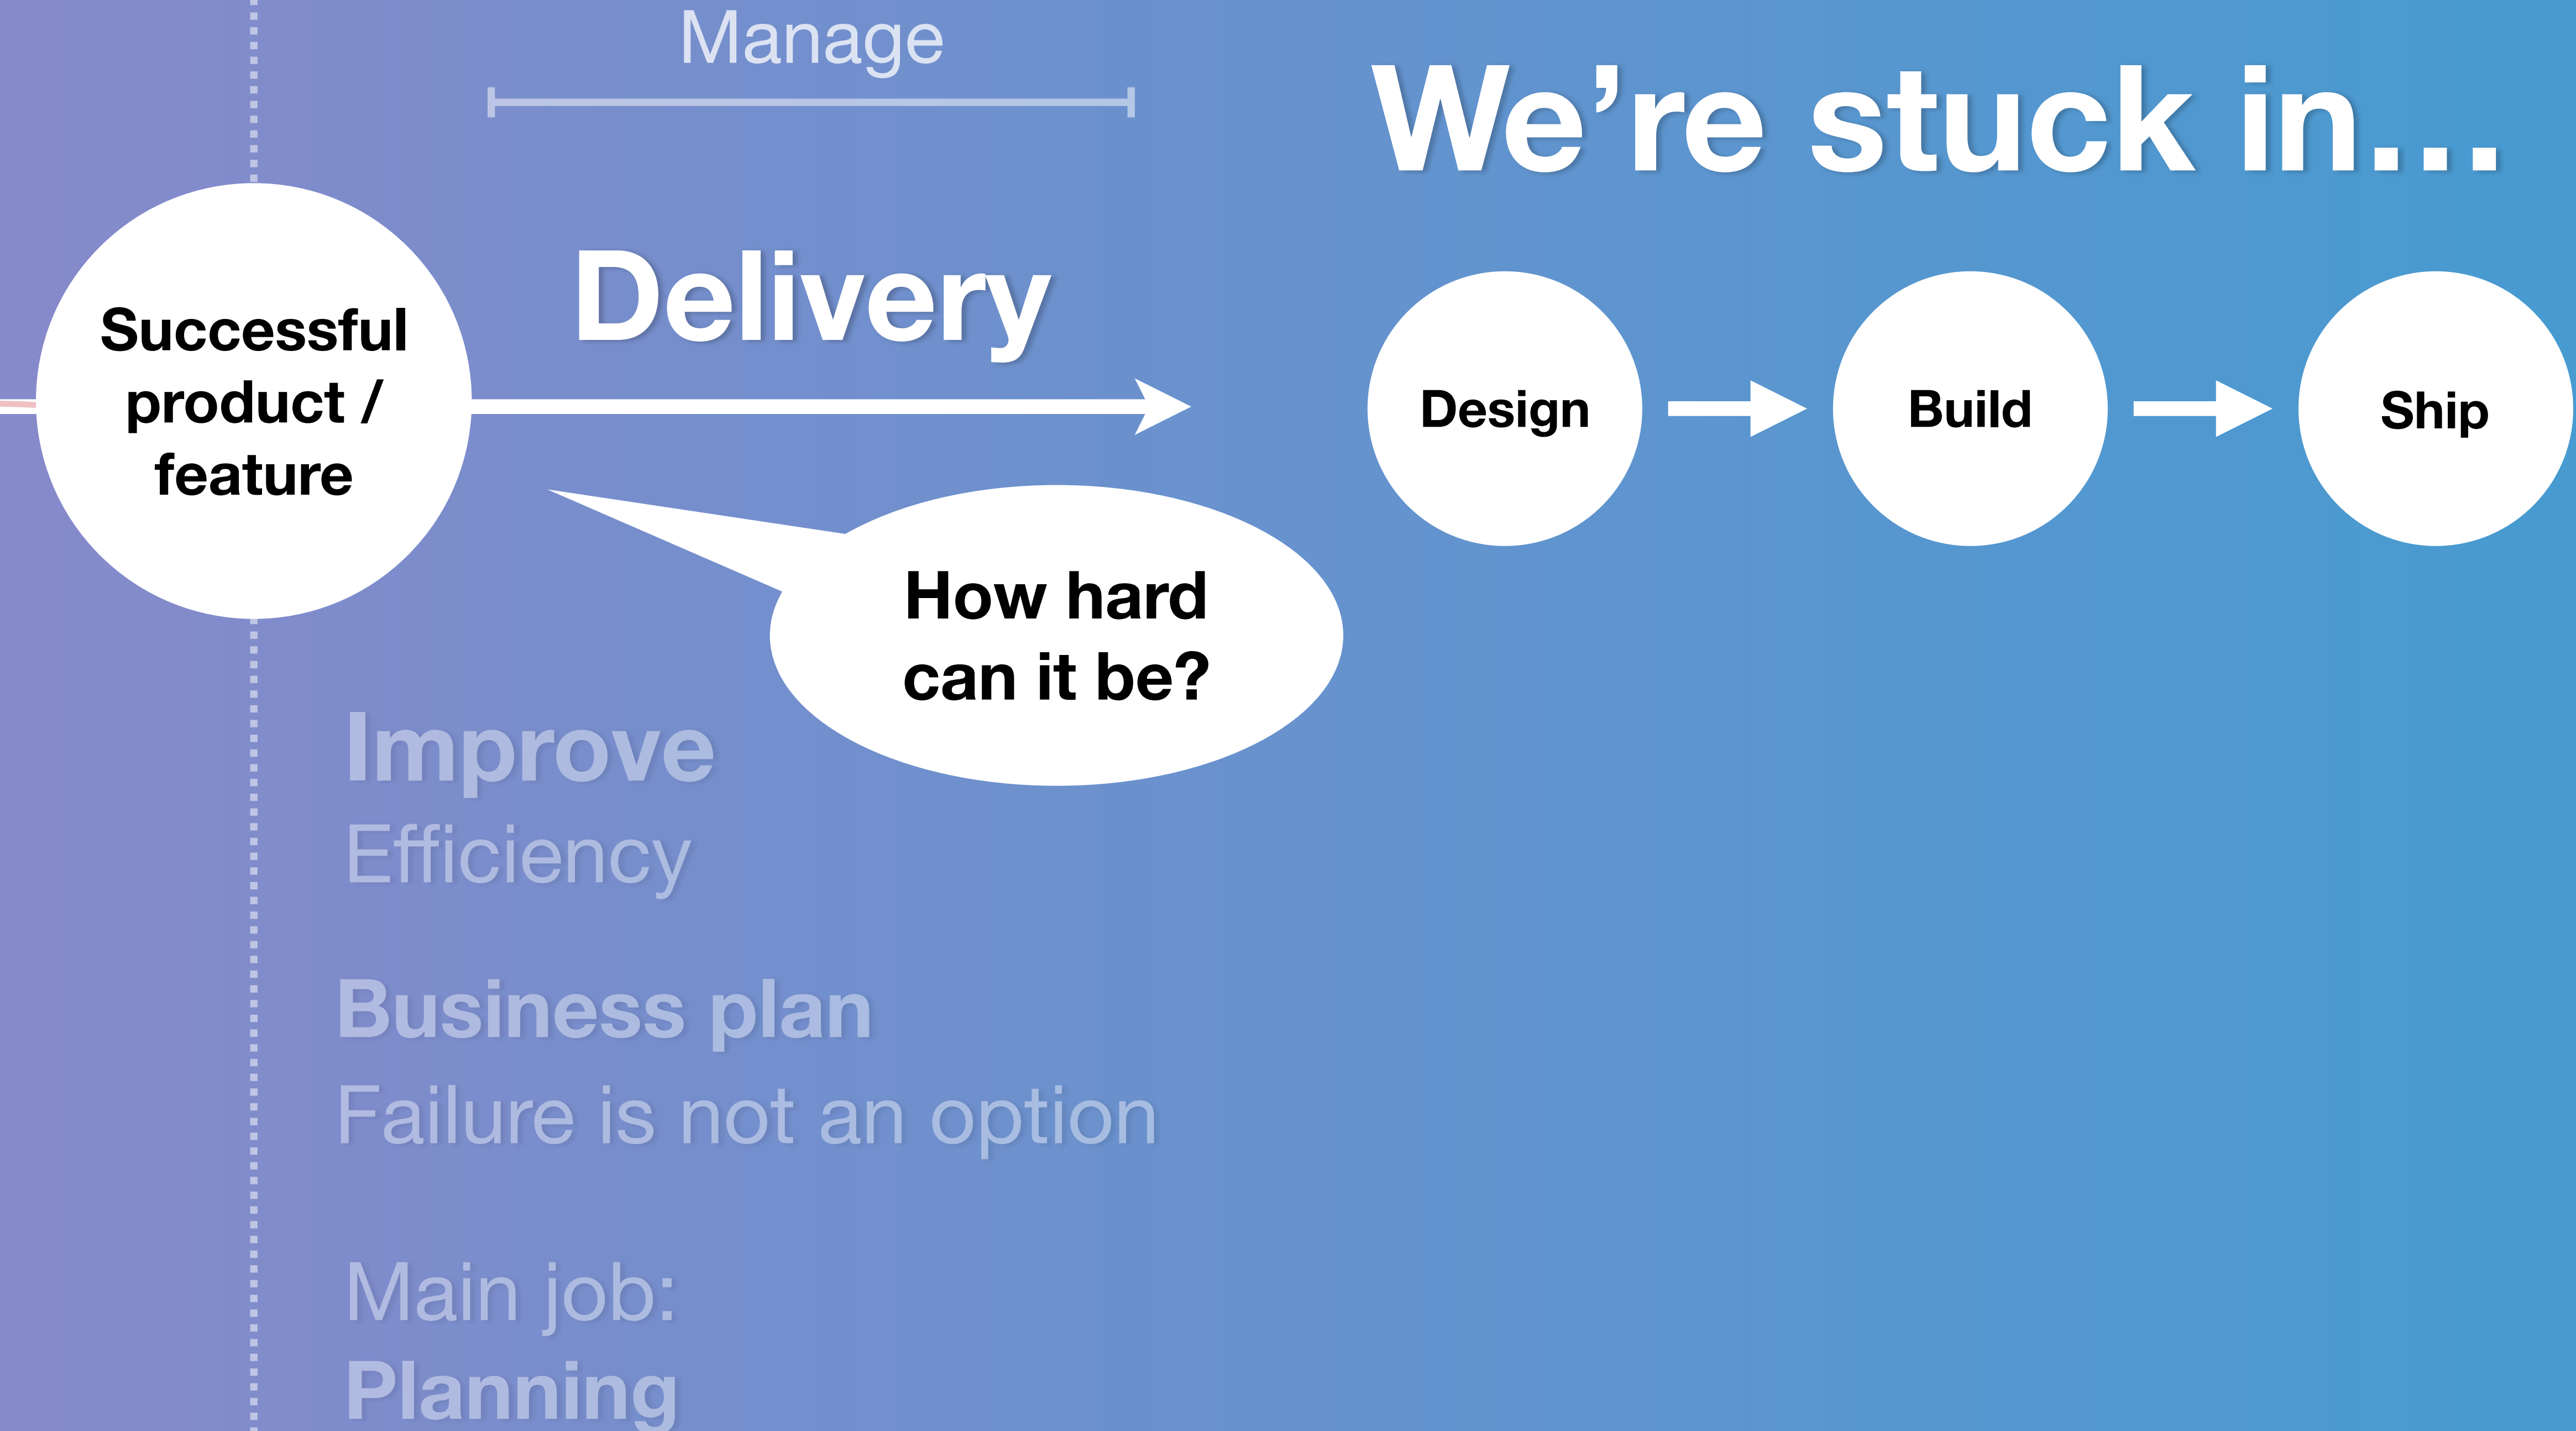 Manage
We’re stuck in…
Delivery
Successful
product /
feature
Design
Build
Ship
How hard
can it be?
Improve
Efficiency
Business plan
Failure is not an option
Main job:
Planning